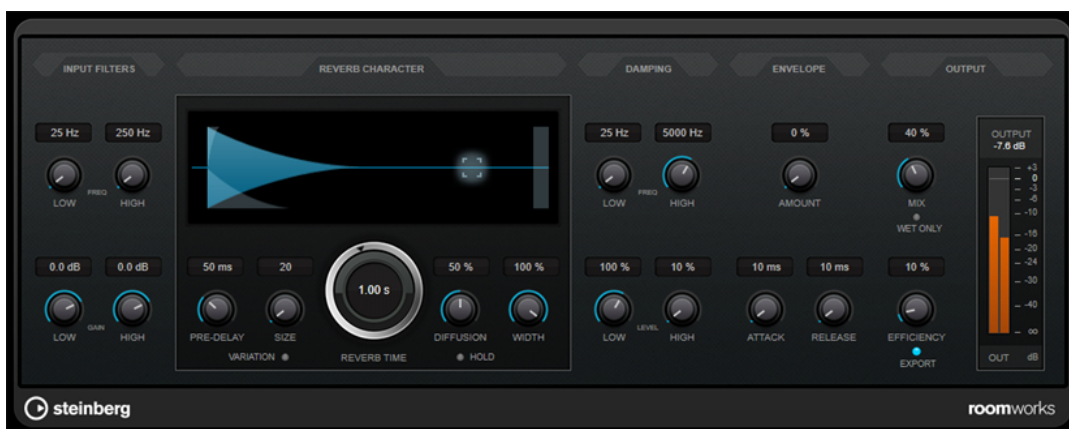 INPUT FILTERS REVERB CHARACTER DAMPING ENVELOPE OUTPUT
25 Hz 250 Hz 25 Hz 5000 Hz 0 % 40 % OUTPUT
-7.6 dB
+3
0
-3
-6
-10
-16
-20
-24
-30
-40
∞
OUT dB
FREQ FREQ
LOW HIGH LOW HIGH AMOUNT MIX
WET ONLY
0.0 dB 0.0 dB 50 ms 20 1.00 s 50 % 100 % 100 % 10 % 10 ms 10 ms 10 %
GAIN LEVEL
LOW HIGH PRE-DELAY SIZE DIFFUSION WIDTH LOW HIGH ATTACK RELEASE EFFICIENCY
VARIATION REVERB TIME HOLD EXPORT
steinberg roomworks